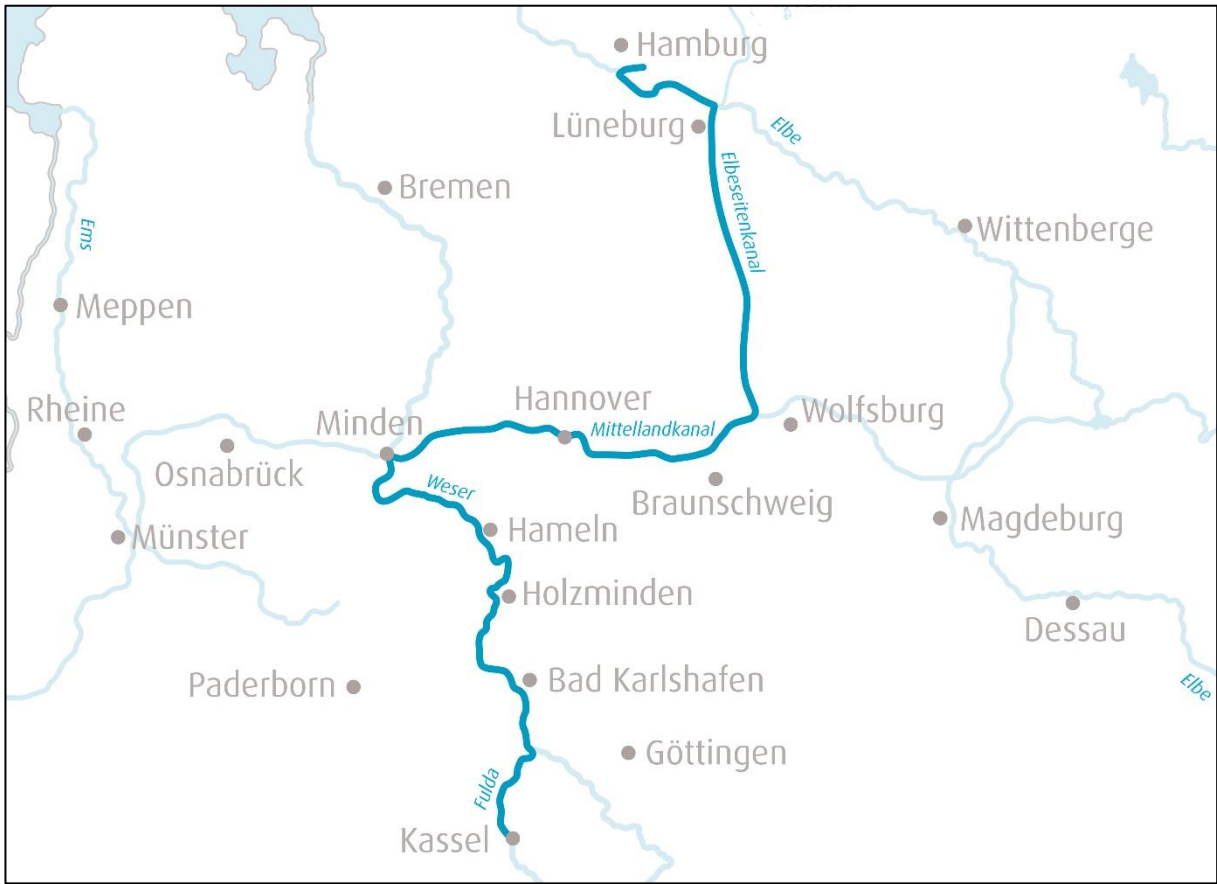 Hamburg
Lüneburg
Elbe
Bremen
Elbeseitenkanal
Ems
Wittenberge
Meppen
Rheine
Minden
Hannover
Mittellandkanal
Wolfsburg
Osnabrück
Weser
Braunschweig
Münster
Hameln
Magdeburg
Holzminden
Dessau
Paderborn
Bad Karlshafen
Elbe
Göttingen
Fulda
Kassel